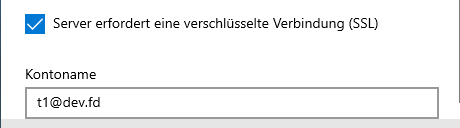 Server erfordert eine verschlüsselte Verbindung (SSL)
Kontoname
t1@dev.fd